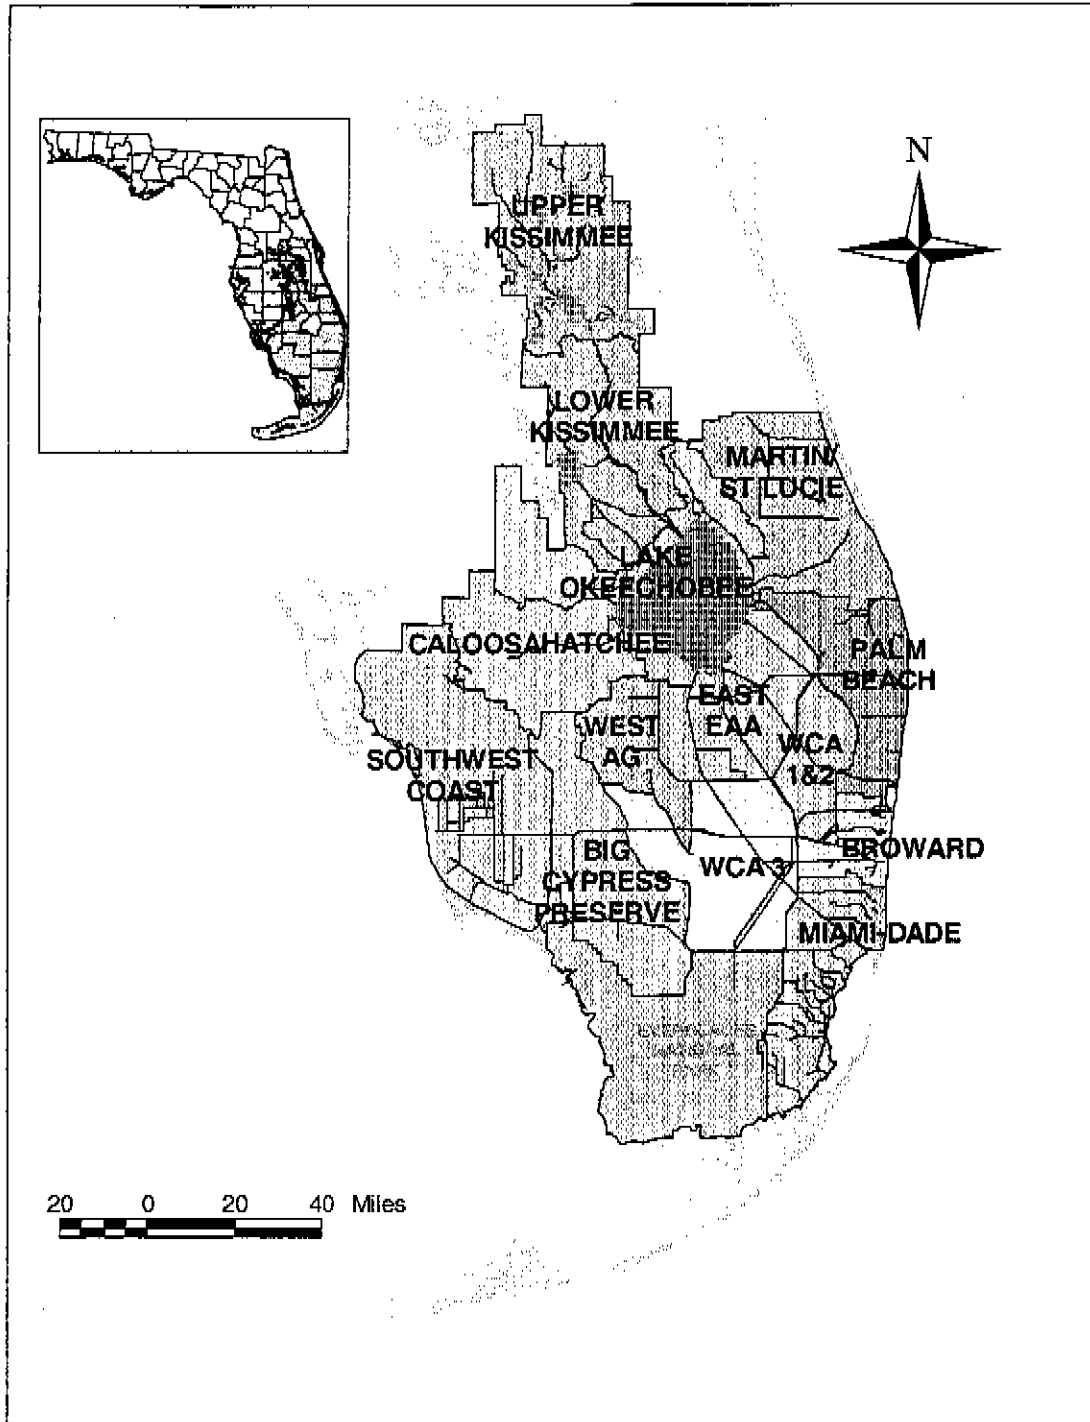 N
UPPER
KISSIMMEE
LOWER
KISSIMMEE
MARTIN/
ST LUCIE
LAKE
OKEECHOBEE
CALOOSAHATCHEE
PALM
BEACH
EAST
EAA
WEST
AG
WCA
1&2
SOUTHWEST
COAST
BROWARD
BIG
CYPRESS
PRESERVE
WCA 3
MIAMI-DADE
20 0 20 40 Miles